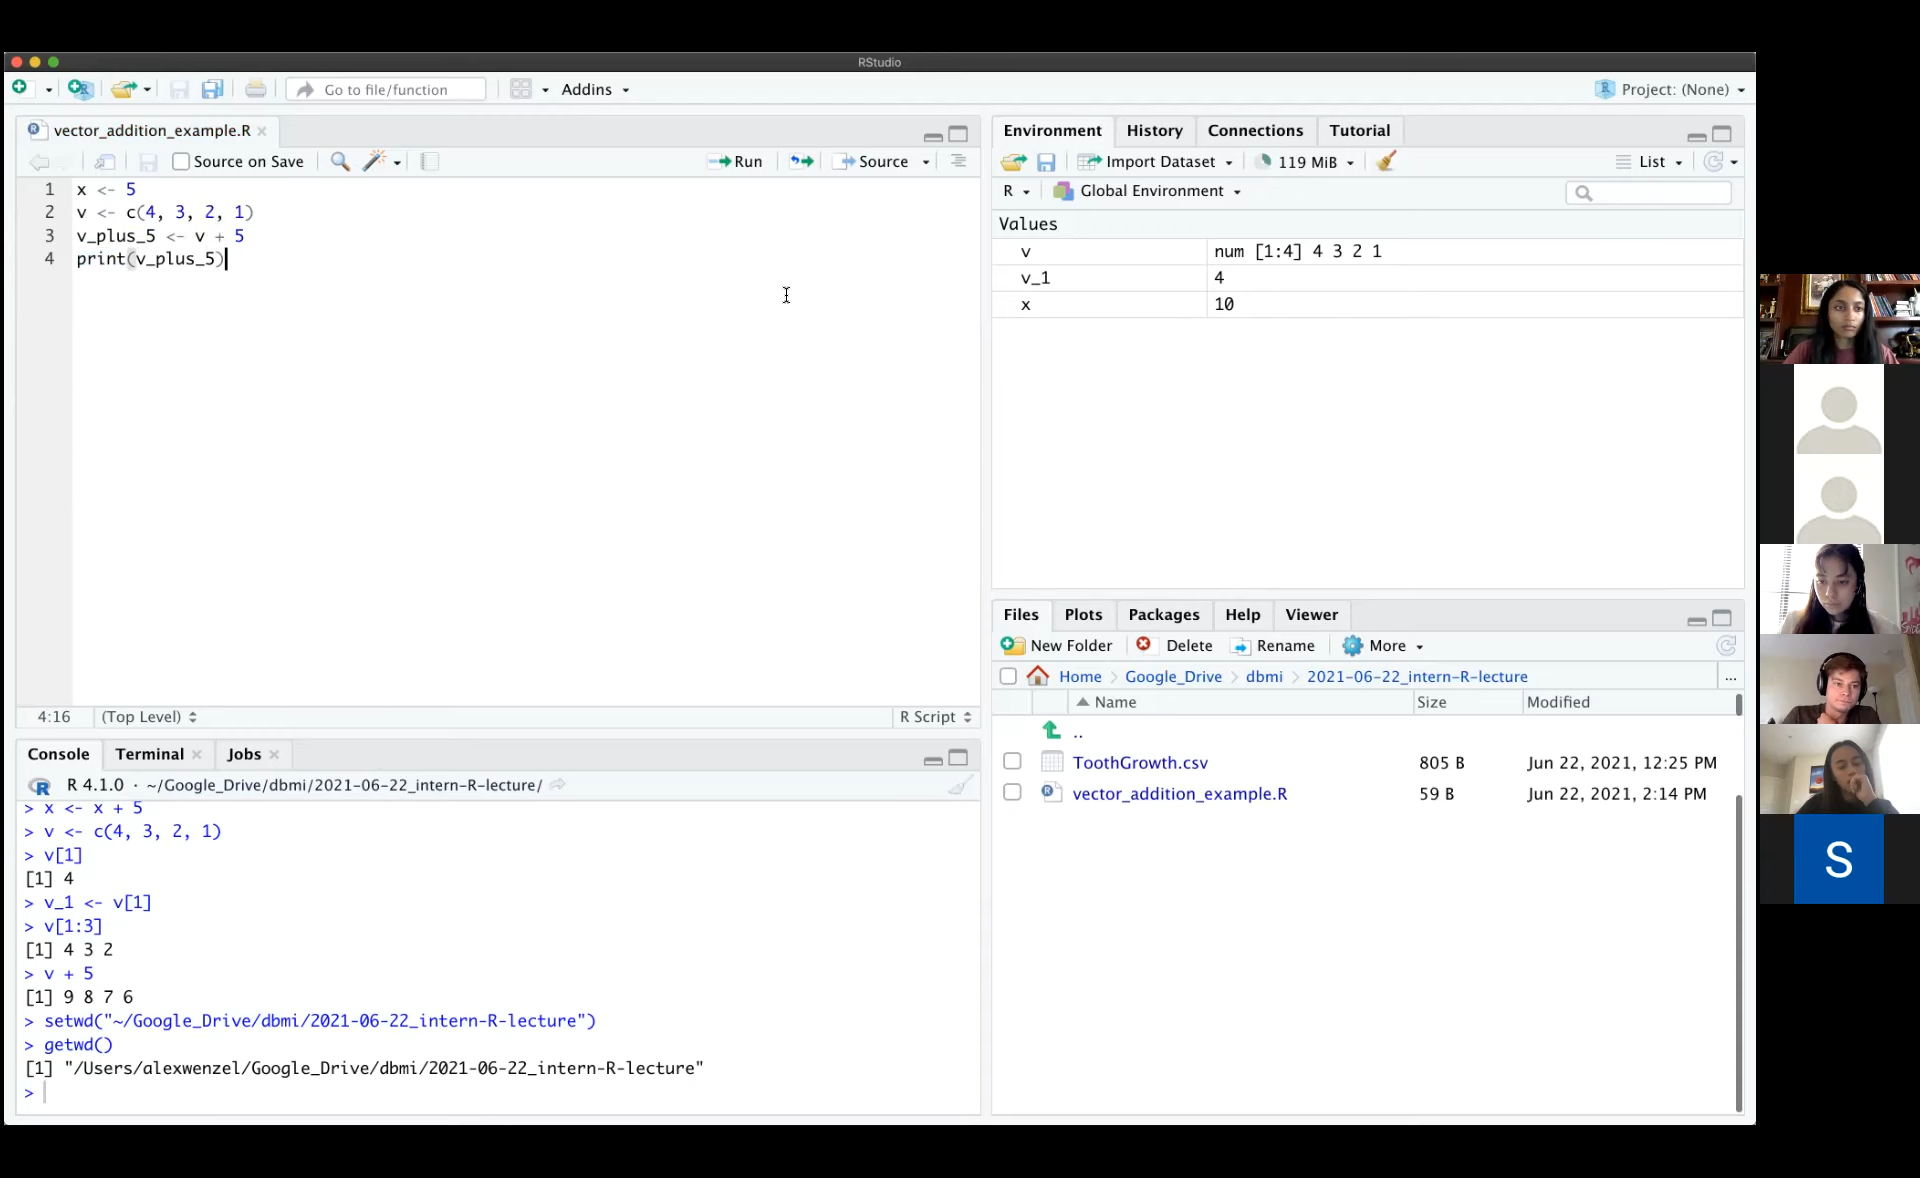 RStudio
Go to file/function
Addins
Project: (None)
vector_addition_example.R
Source on Save
Run
Source
1 x <- 5
2 v <- c(4, 3, 2, 1)
3 v_plus_5 <- v + 5
4 print(v_plus_5)
4:16 (Top Level) R Script
Console Terminal Jobs
R 4.1.0 · ~/Google_Drive/dbmi/2021-06-22_intern-R-lecture/
> x <- x + 5
> v <- c(4, 3, 2, 1)
> v[1]
[1] 4
> v_1 <- v[1]
> v[1:3]
[1] 4 3 2
> v + 5
[1] 9 8 7 6
> setwd("~/Google_Drive/dbmi/2021-06-22_intern-R-lecture")
> getwd()
[1] "/Users/alexwenzel/Google_Drive/dbmi/2021-06-22_intern-R-lecture"
>
Environment History Connections Tutorial
Import Dataset 119 MiB List
R Global Environment
Values
v num [1:4] 4 3 2 1
v_1 4
x 10
Files Plots Packages Help Viewer
New Folder Delete Rename More
Home Google_Drive dbmi 2021-06-22_intern-R-lecture ...
Name Size Modified
..
ToothGrowth.csv 805 B Jun 22, 2021, 12:25 PM
vector_addition_example.R 59 B Jun 22, 2021, 2:14 PM
S